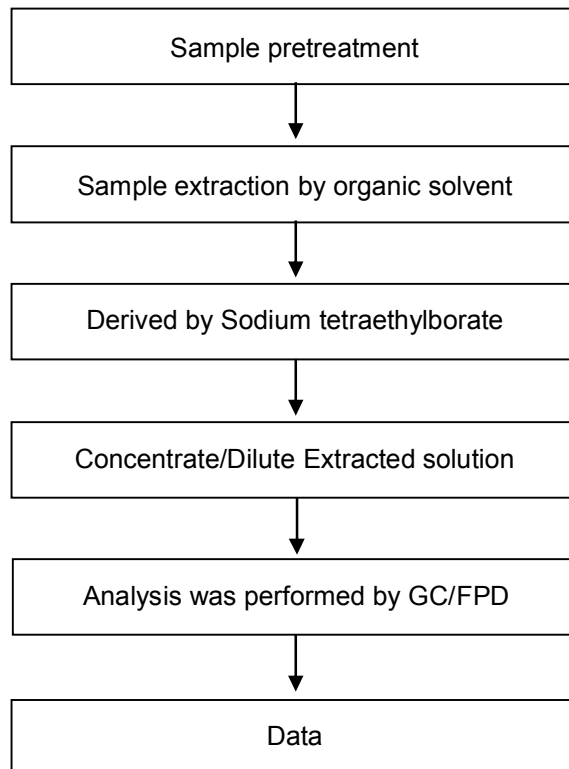 Sample pretreatment
Sample extraction by organic solvent
Derived by Sodium tetraethylborate
Concentrate/Dilute Extracted solution
Analysis was performed by GC/FPD
Data